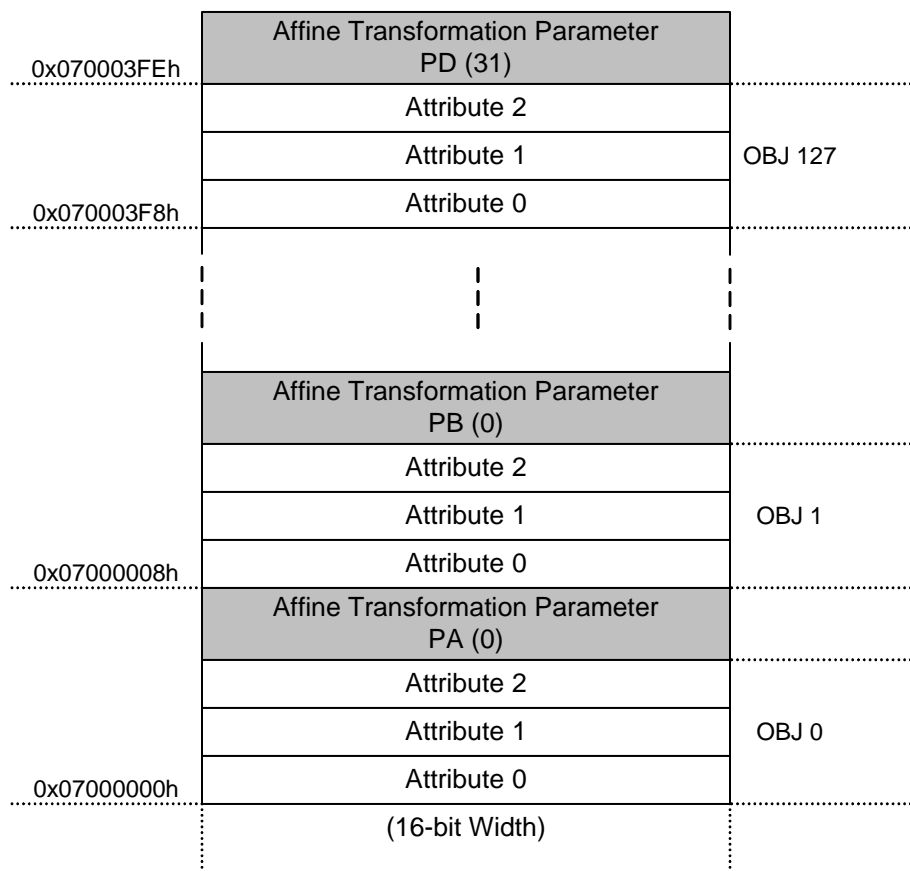 Affine Transformation Parameter
PD (31)
0x070003FEh
Attribute 2
Attribute 1
OBJ 127
Attribute 0
0x070003F8h
Affine Transformation Parameter
PB (0)
Attribute 2
Attribute 1
OBJ 1
Attribute 0
0x07000008h
Affine Transformation Parameter
PA (0)
Attribute 2
Attribute 1
OBJ 0
Attribute 0
0x07000000h
(16-bit Width)